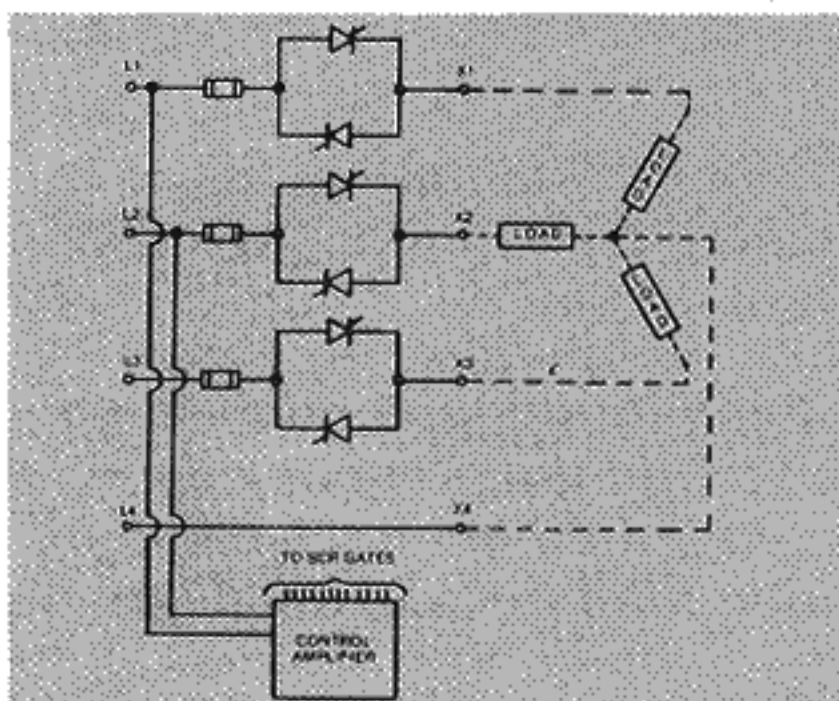 L1
X1
LOAD
L2
X2
LOAD
LOAD
L3
X3
L4
X4
TO SCR GATES
CONTROL
AMPLIFIER